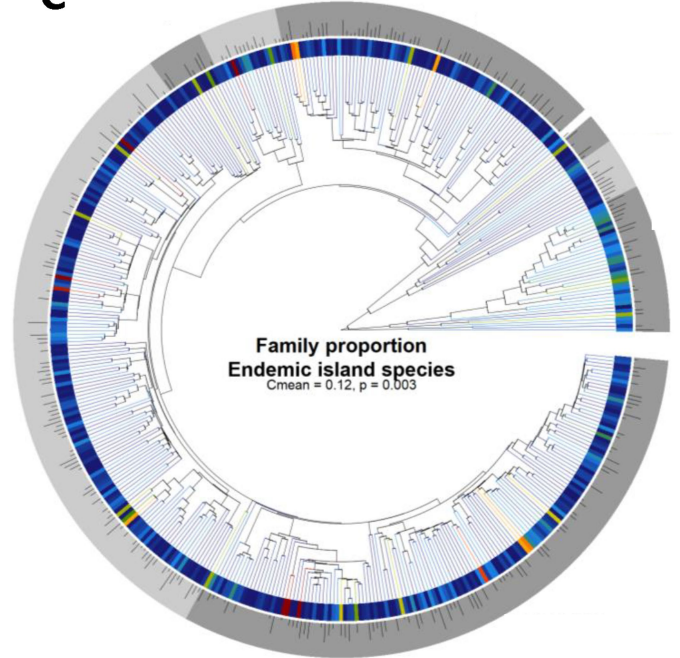 C
Family proportion
Endemic island species
Cmean = 0.12, p = 0.003